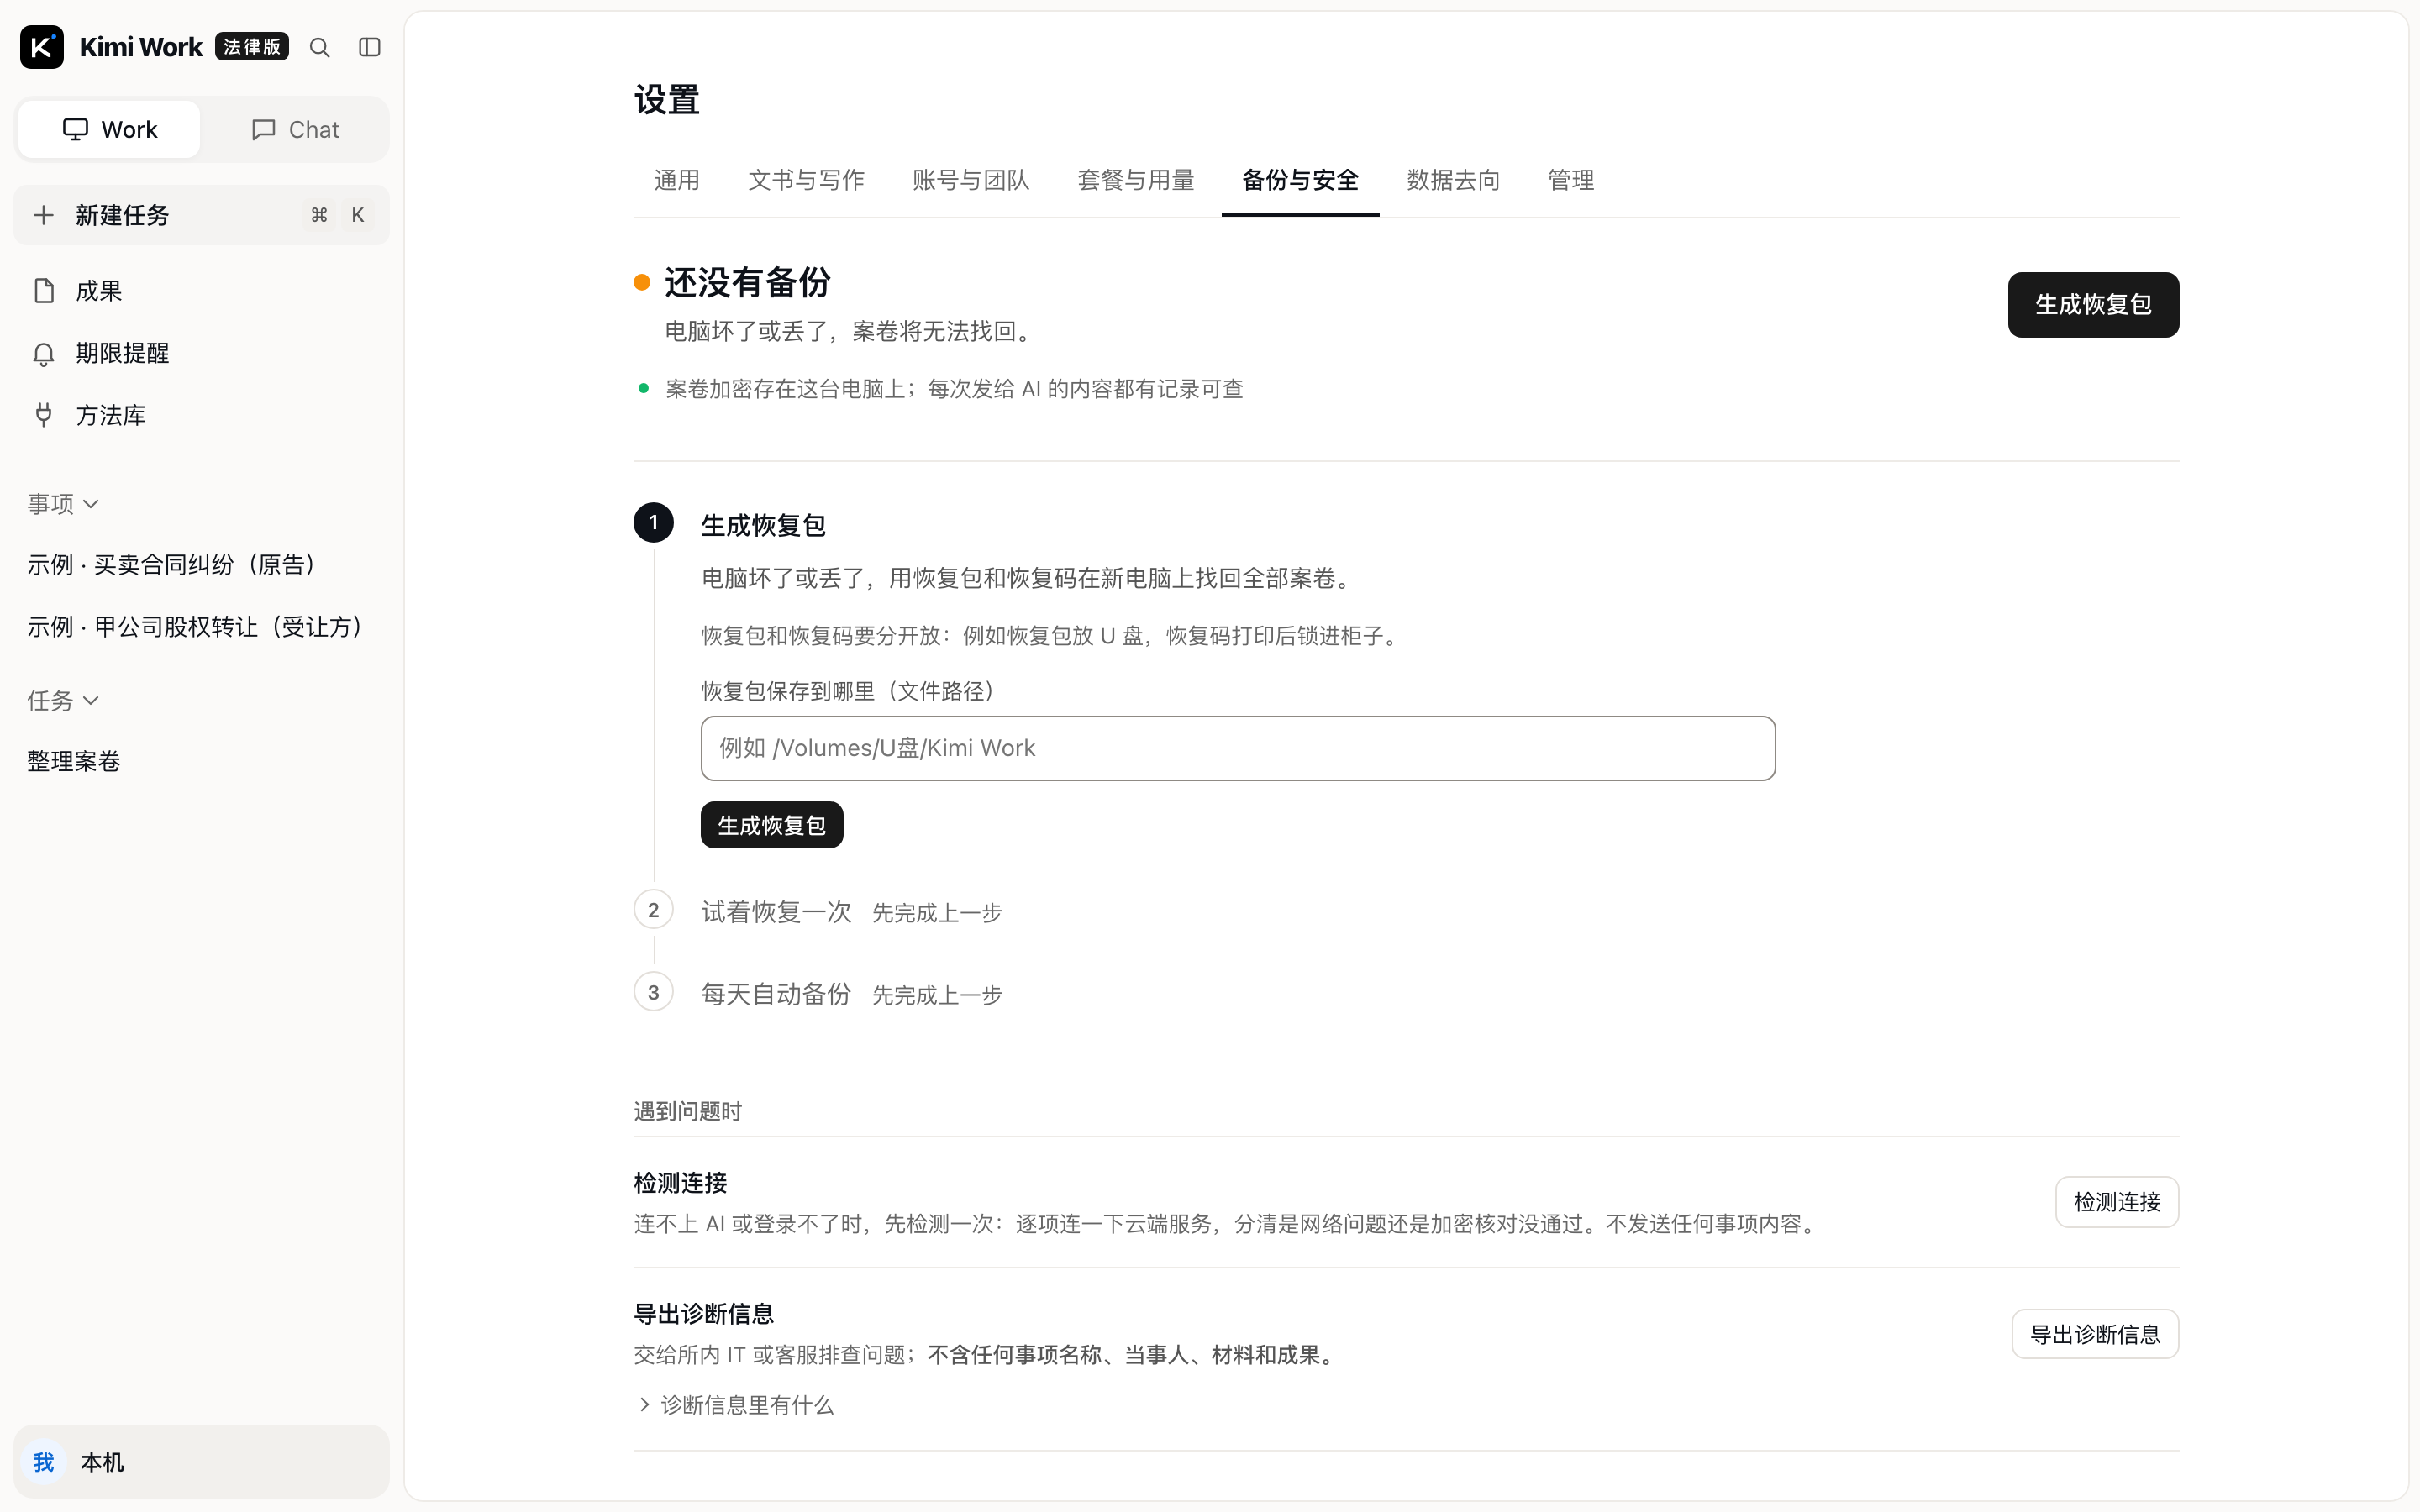 Kimi Work 法律版
Work
Chat
新建任务 ⌘ K
成果
期限提醒
方法库
事项
示例 · 买卖合同纠纷（原告）
示例 · 甲公司股权转让（受让方）
任务
整理案卷
我 本机
设置
通用 文书与写作 账号与团队 套餐与用量 备份与安全 数据去向 管理
还没有备份
电脑坏了或丢了，案卷将无法找回。
生成恢复包
案卷加密存在这台电脑上；每次发给 AI 的内容都有记录可查
1 生成恢复包
电脑坏了或丢了，用恢复包和恢复码在新电脑上找回全部案卷。
恢复包和恢复码要分开放：例如恢复包放 U 盘，恢复码打印后锁进柜子。
恢复包保存到哪里（文件路径）
例如 /Volumes/U盘/Kimi Work
生成恢复包
2 试着恢复一次 先完成上一步
3 每天自动备份 先完成上一步
遇到问题时
检测连接
连不上 AI 或登录不了时，先检测一次：逐项连一下云端服务，分清是网络问题还是加密核对没通过。不发送任何事项内容。
检测连接
导出诊断信息
交给所内 IT 或客服排查问题；不含任何事项名称、当事人、材料和成果。
导出诊断信息
诊断信息里有什么